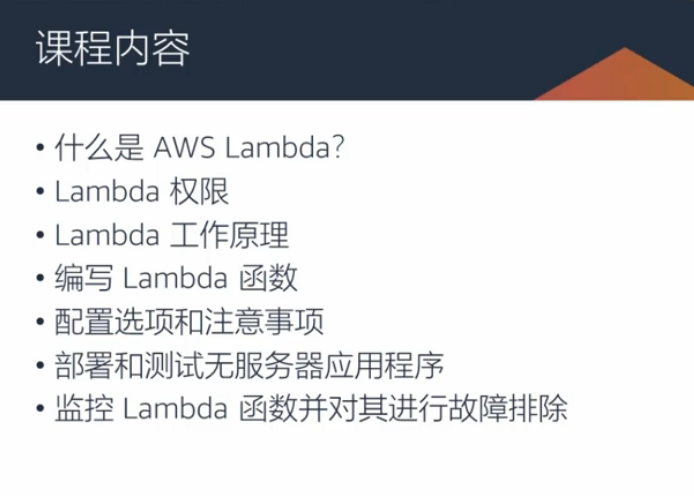 课程内容
• 什么是 AWS Lambda?
• Lambda 权限
• Lambda 工作原理
• 编写 Lambda 函数
• 配置选项和注意事项
• 部署和测试无服务器应用程序
• 监控 Lambda 函数并对其进行故障排除